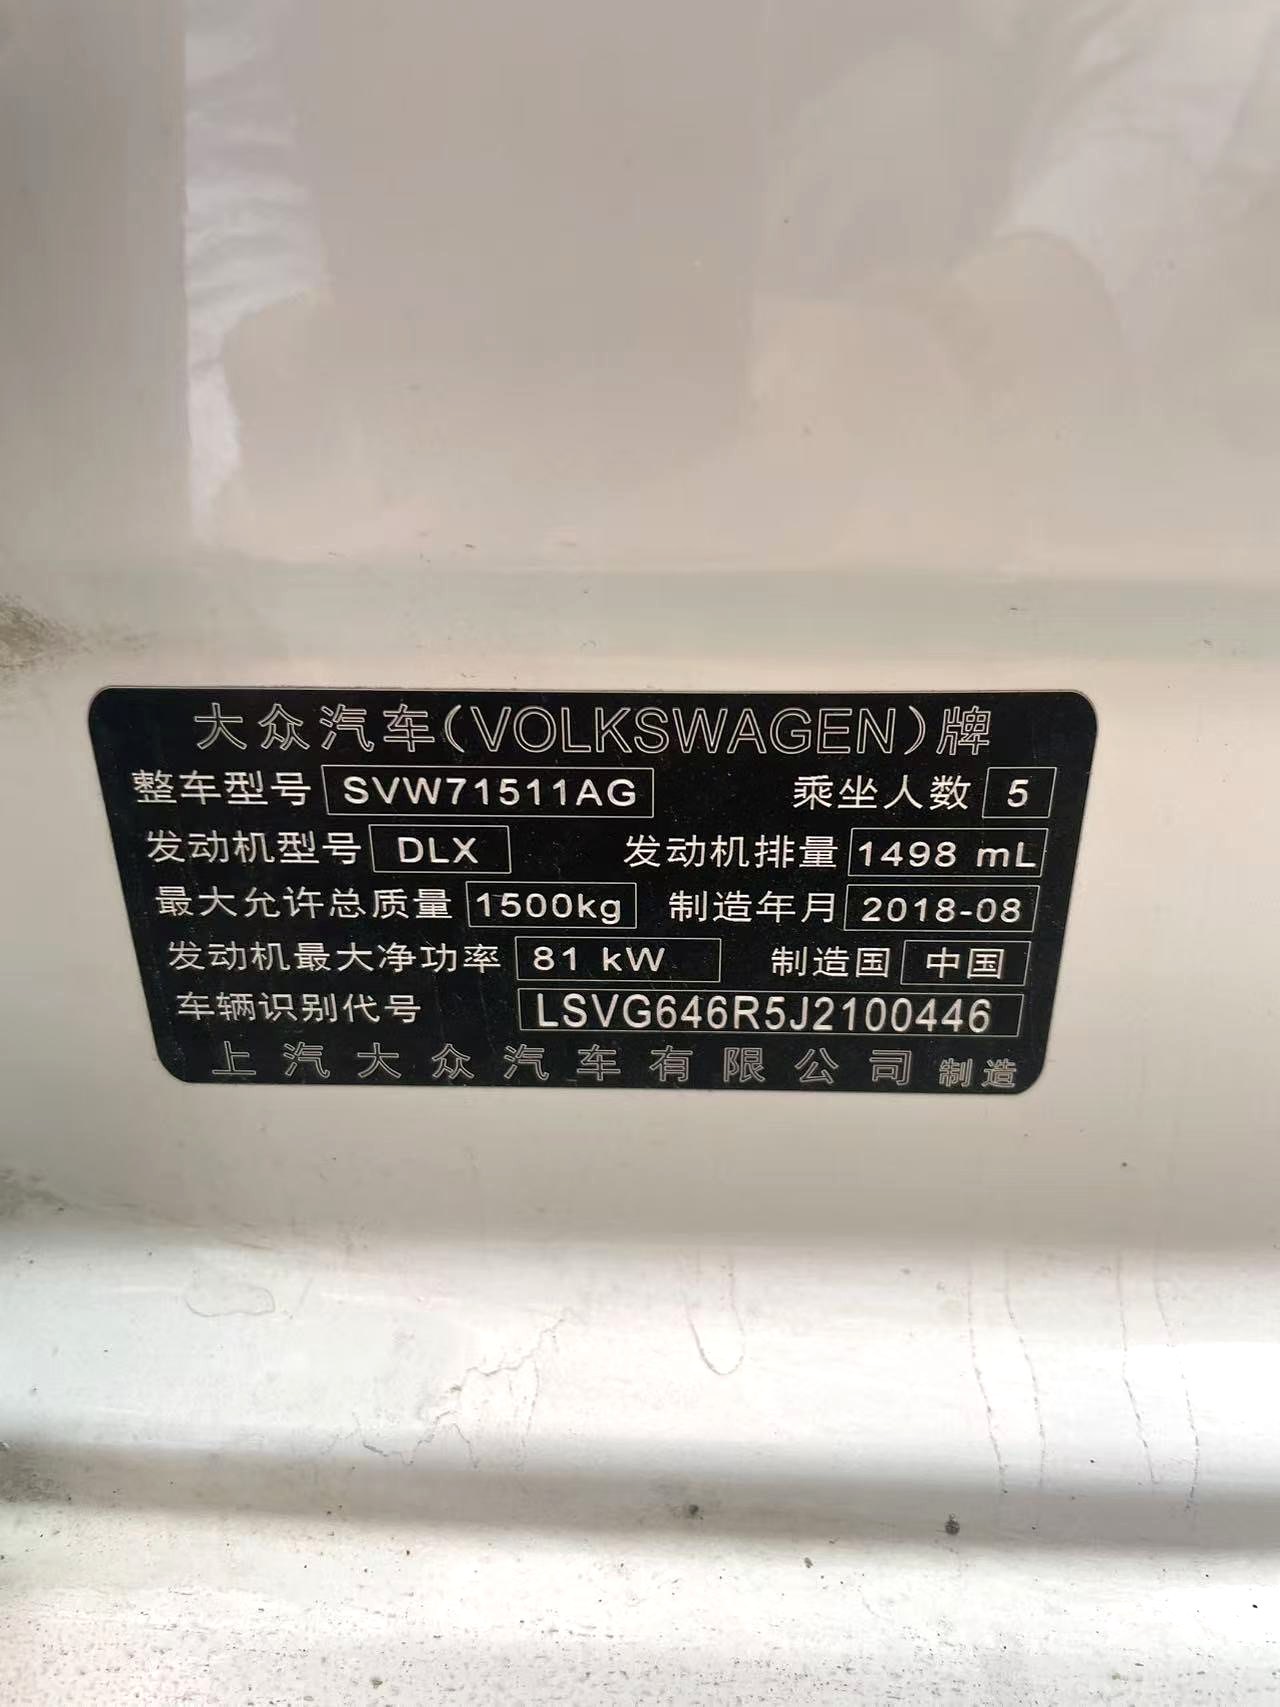 大众汽车(VOLKSWAGEN)牌
整车型号 SVW71511AG 乘坐人数 5
发动机型号 DLX 发动机排量 1498 mL
最大允许总质量 1500kg 制造年月 2018-08
发动机最大净功率 81 kW 制造国 中国
车辆识别代号 LSVG646R5J2100446
上汽大众汽车有限公司 制造